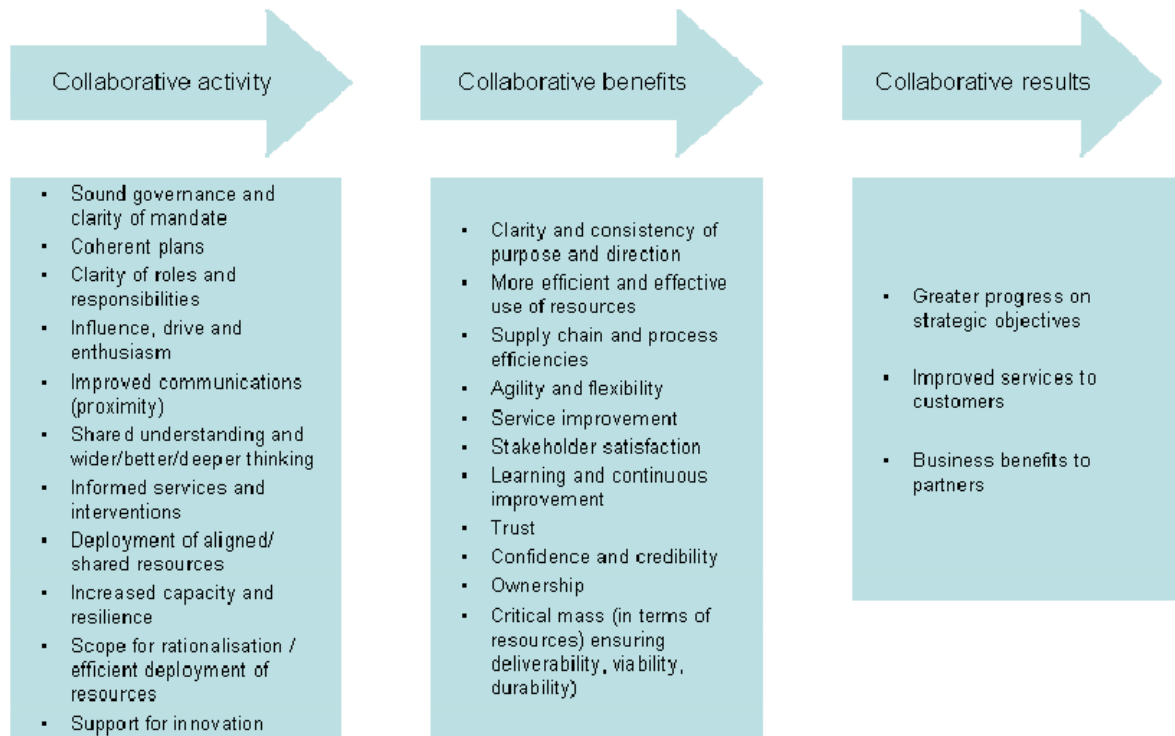 Collaborative activity
Collaborative benefits
Collaborative results
▪ Sound governance and
clarity of mandate
▪ Coherent plans
▪ Clarity of roles and
responsibilities
▪ Influence, drive and
enthusiasm
▪ Improved communications
(proximity)
▪ Shared understanding and
wider/better/deeper thinking
▪ Informed services and
interventions
▪ Deployment of aligned/
shared resources
▪ Increased capacity and
resilience
▪ Scope for rationalisation /
efficient deployment of
resources
▪ Support for innovation
▪ Clarity and consistency of
purpose and direction
▪ More efficient and effective
use of resources
▪ Supply chain and process
efficiencies
▪ Agility and flexibility
▪ Service improvement
▪ Stakeholder satisfaction
▪ Learning and continuous
improvement
▪ Trust
▪ Confidence and credibility
▪ Ownership
▪ Critical mass (in terms of
resources) ensuring
deliverability, viability,
durability)
▪ Greater progress on
strategic objectives
▪ Improved services to
customers
▪ Business benefits to
partners